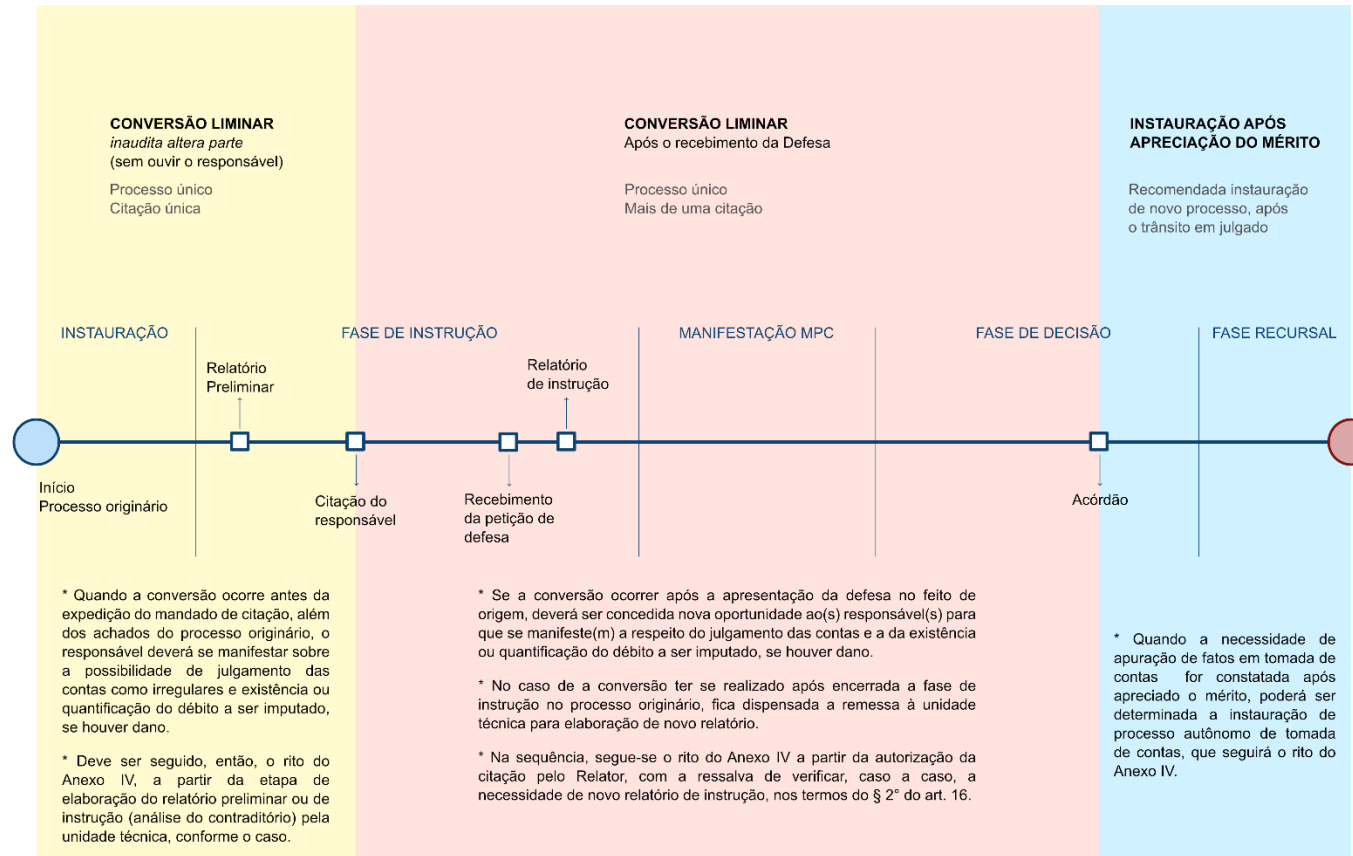 CONVERSÃO LIMINAR
inaudita altera parte
(sem ouvir o responsável)
Processo único
Citação única
CONVERSÃO LIMINAR
Após o recebimento da Defesa
Processo único
Mais de uma citação
INSTAURAÇÃO APÓS
APRECIAÇÃO DO MÉRITO
Recomendada instauração
de novo processo, após
o trânsito em julgado
INSTAURAÇÃO
FASE DE INSTRUÇÃO
MANIFESTAÇÃO MPC
FASE DE DECISÃO
FASE RECURSAL
Relatório
Preliminar
Relatório
de instrução
Início
Processo originário
Citação do
responsável
Recebimento
da petição de
defesa
Acórdão
* Quando a conversão ocorre antes da
expedição do mandado de citação, além
dos achados do processo originário, o
responsável deverá se manifestar sobre
a possibilidade de julgamento das
contas como irregulares e existência ou
quantificação do débito a ser imputado,
se houver dano.
* Deve ser seguido, então, o rito do
Anexo IV, a partir da etapa de
elaboração do relatório preliminar ou de
instrução (análise do contraditório) pela
unidade técnica, conforme o caso.
* Se a conversão ocorrer após a apresentação da defesa no feito de
origem, deverá ser concedida nova oportunidade ao(s) responsável(s) para
que se manifeste(m) a respeito do julgamento das contas e a da existência
ou quantificação do débito a ser imputado, se houver dano.
* No caso de a conversão ter se realizado após encerrada a fase de
instrução no processo originário, fica dispensada a remessa à unidade
técnica para elaboração de novo relatório.
* Na sequência, segue-se o rito do Anexo IV a partir da autorização da
citação pelo Relator, com a ressalva de verificar, caso a caso, a
necessidade de novo relatório de instrução, nos termos do § 2° do art. 16.
* Quando a necessidade de
apuração de fatos em tomada de
contas for constatada após
apreciado o mérito, poderá ser
determinada a instauração de
processo autônomo de tomada
de contas, que seguirá o rito do
Anexo IV.